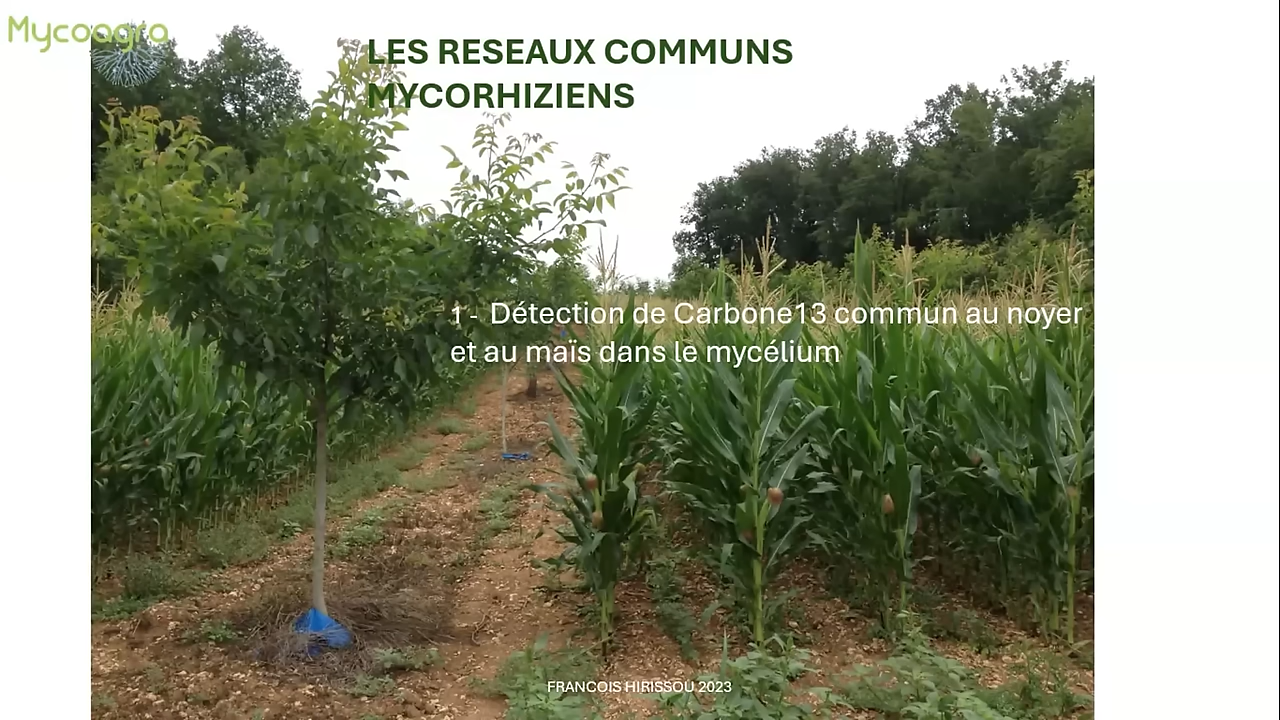 Mycoagra
LES RESEAUX COMMUNS
MYCORHIZIENS
1 - Détection de Carbone13 commun au noyer
et au maïs dans le mycélium
FRANCOIS HIRISSOU 2023